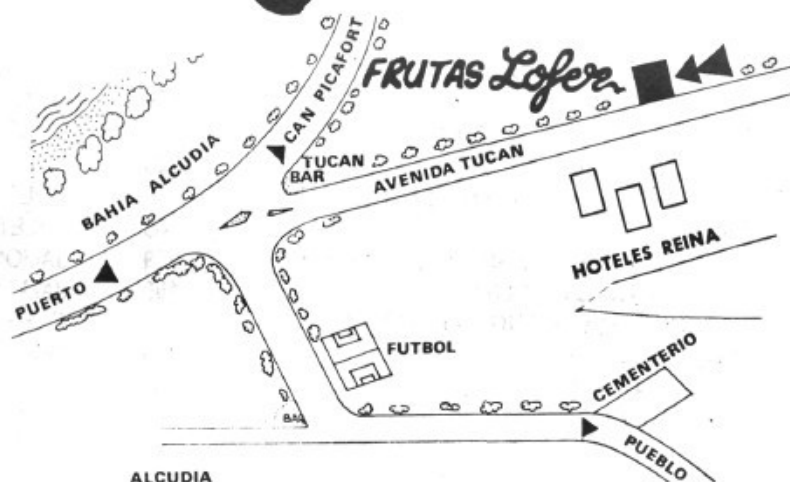 CAN PICAFORT
FRUTAS Lofer
BAHIA ALCUDIA
TUCAN
BAR
AVENIDA TUCAN
HOTELES REINA
PUERTO
FUTBOL
CEMENTERIO
BAR
PUEBLO
ALCUDIA